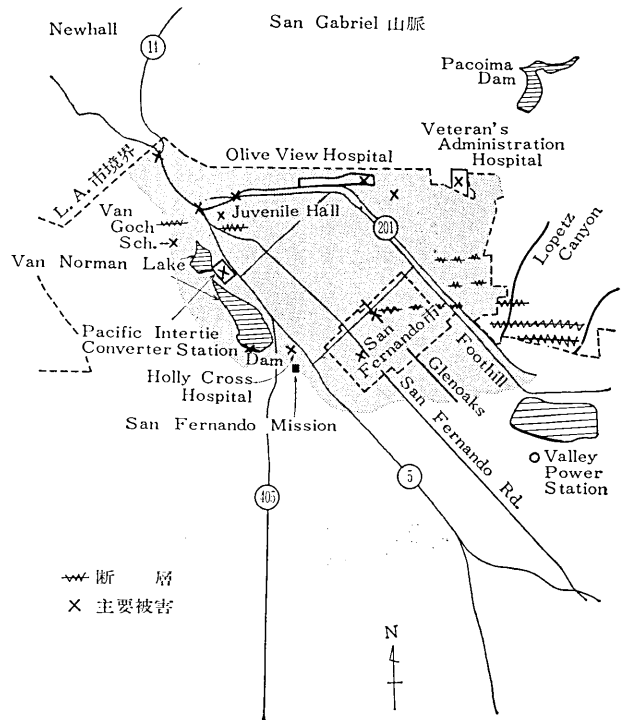 Newhall
San Gabriel 山脈
11
Pacoima
Dam
Veteran's
Administration
Hospital
Olive View Hospital
L. A. 市境界
Van
Goch
Sch.
Juvenile Hall
201
Lopetz
Canyon
Van Norman Lake
Pacific Intertie
Converter Station
Dam
San
Fernando市
Foothill
Glenoaks
Holly Cross
Hospital
San Fernando Mission
San Fernando Rd.
Valley
Power
Station
405
5
断 層
主要被害
N